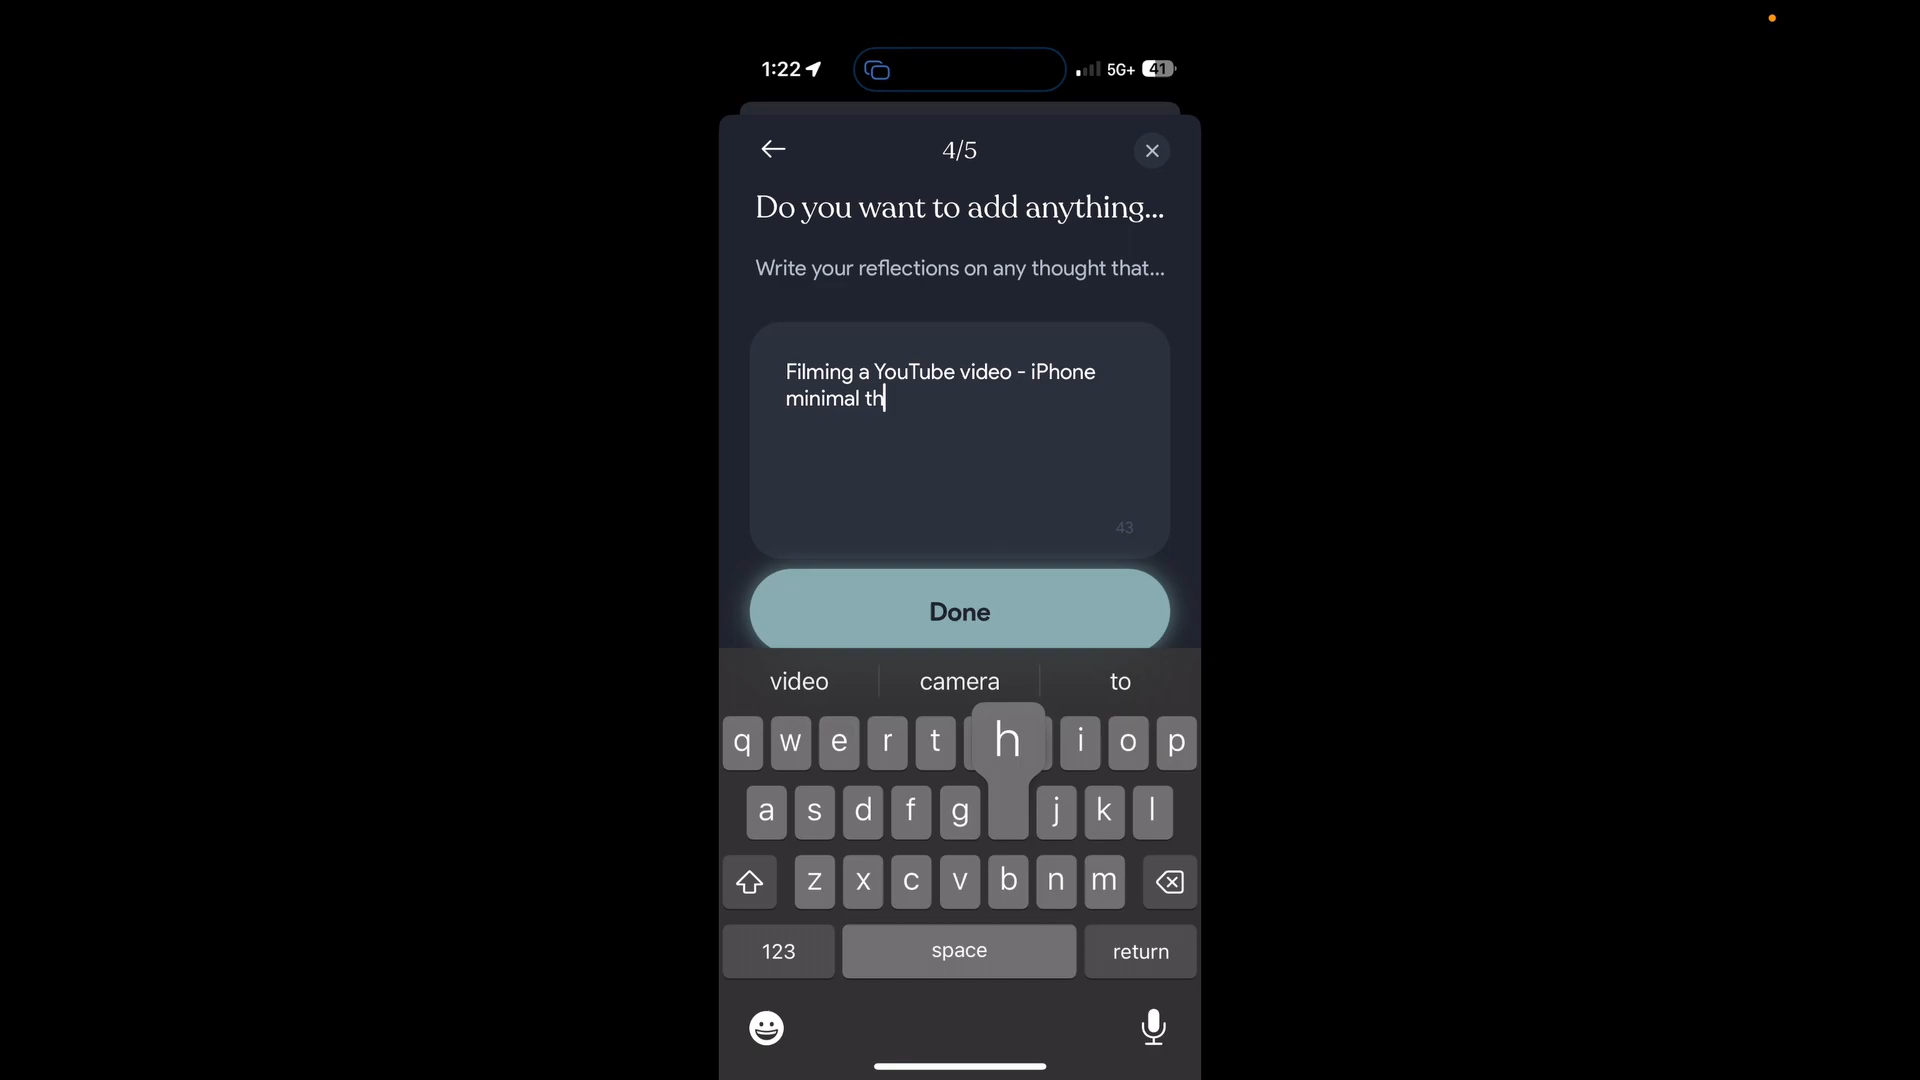 1:22
5G+
41
4/5
Do you want to add anything...
Write your reflections on any thought that...
Filming a YouTube video - iPhone
minimal th
43
Done
video camera to
q w e r t h i o p
a s d f g j k l
z x c v b n m
123 space return